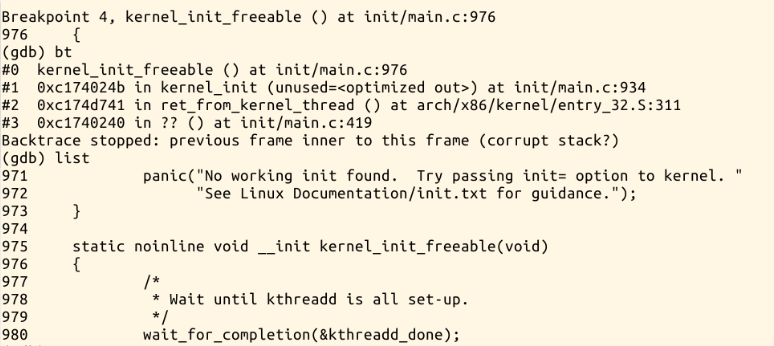 Breakpoint 4, kernel_init_freeable () at init/main.c:976
976     {
(gdb) bt
#0  kernel_init_freeable () at init/main.c:976
#1  0xc174024b in kernel_init (unused=<optimized out>) at init/main.c:934
#2  0xc174d741 in ret_from_kernel_thread () at arch/x86/kernel/entry_32.S:311
#3  0xc1740240 in ?? () at init/main.c:419
Backtrace stopped: previous frame inner to this frame (corrupt stack?)
(gdb) list
971             panic("No working init found.  Try passing init= option to kernel. "
972                   "See Linux Documentation/init.txt for guidance.");
973     }
974
975     static noinline void __init kernel_init_freeable(void)
976     {
977             /*
978              * Wait until kthreadd is all set-up.
979              */
980             wait_for_completion(&kthreadd_done);